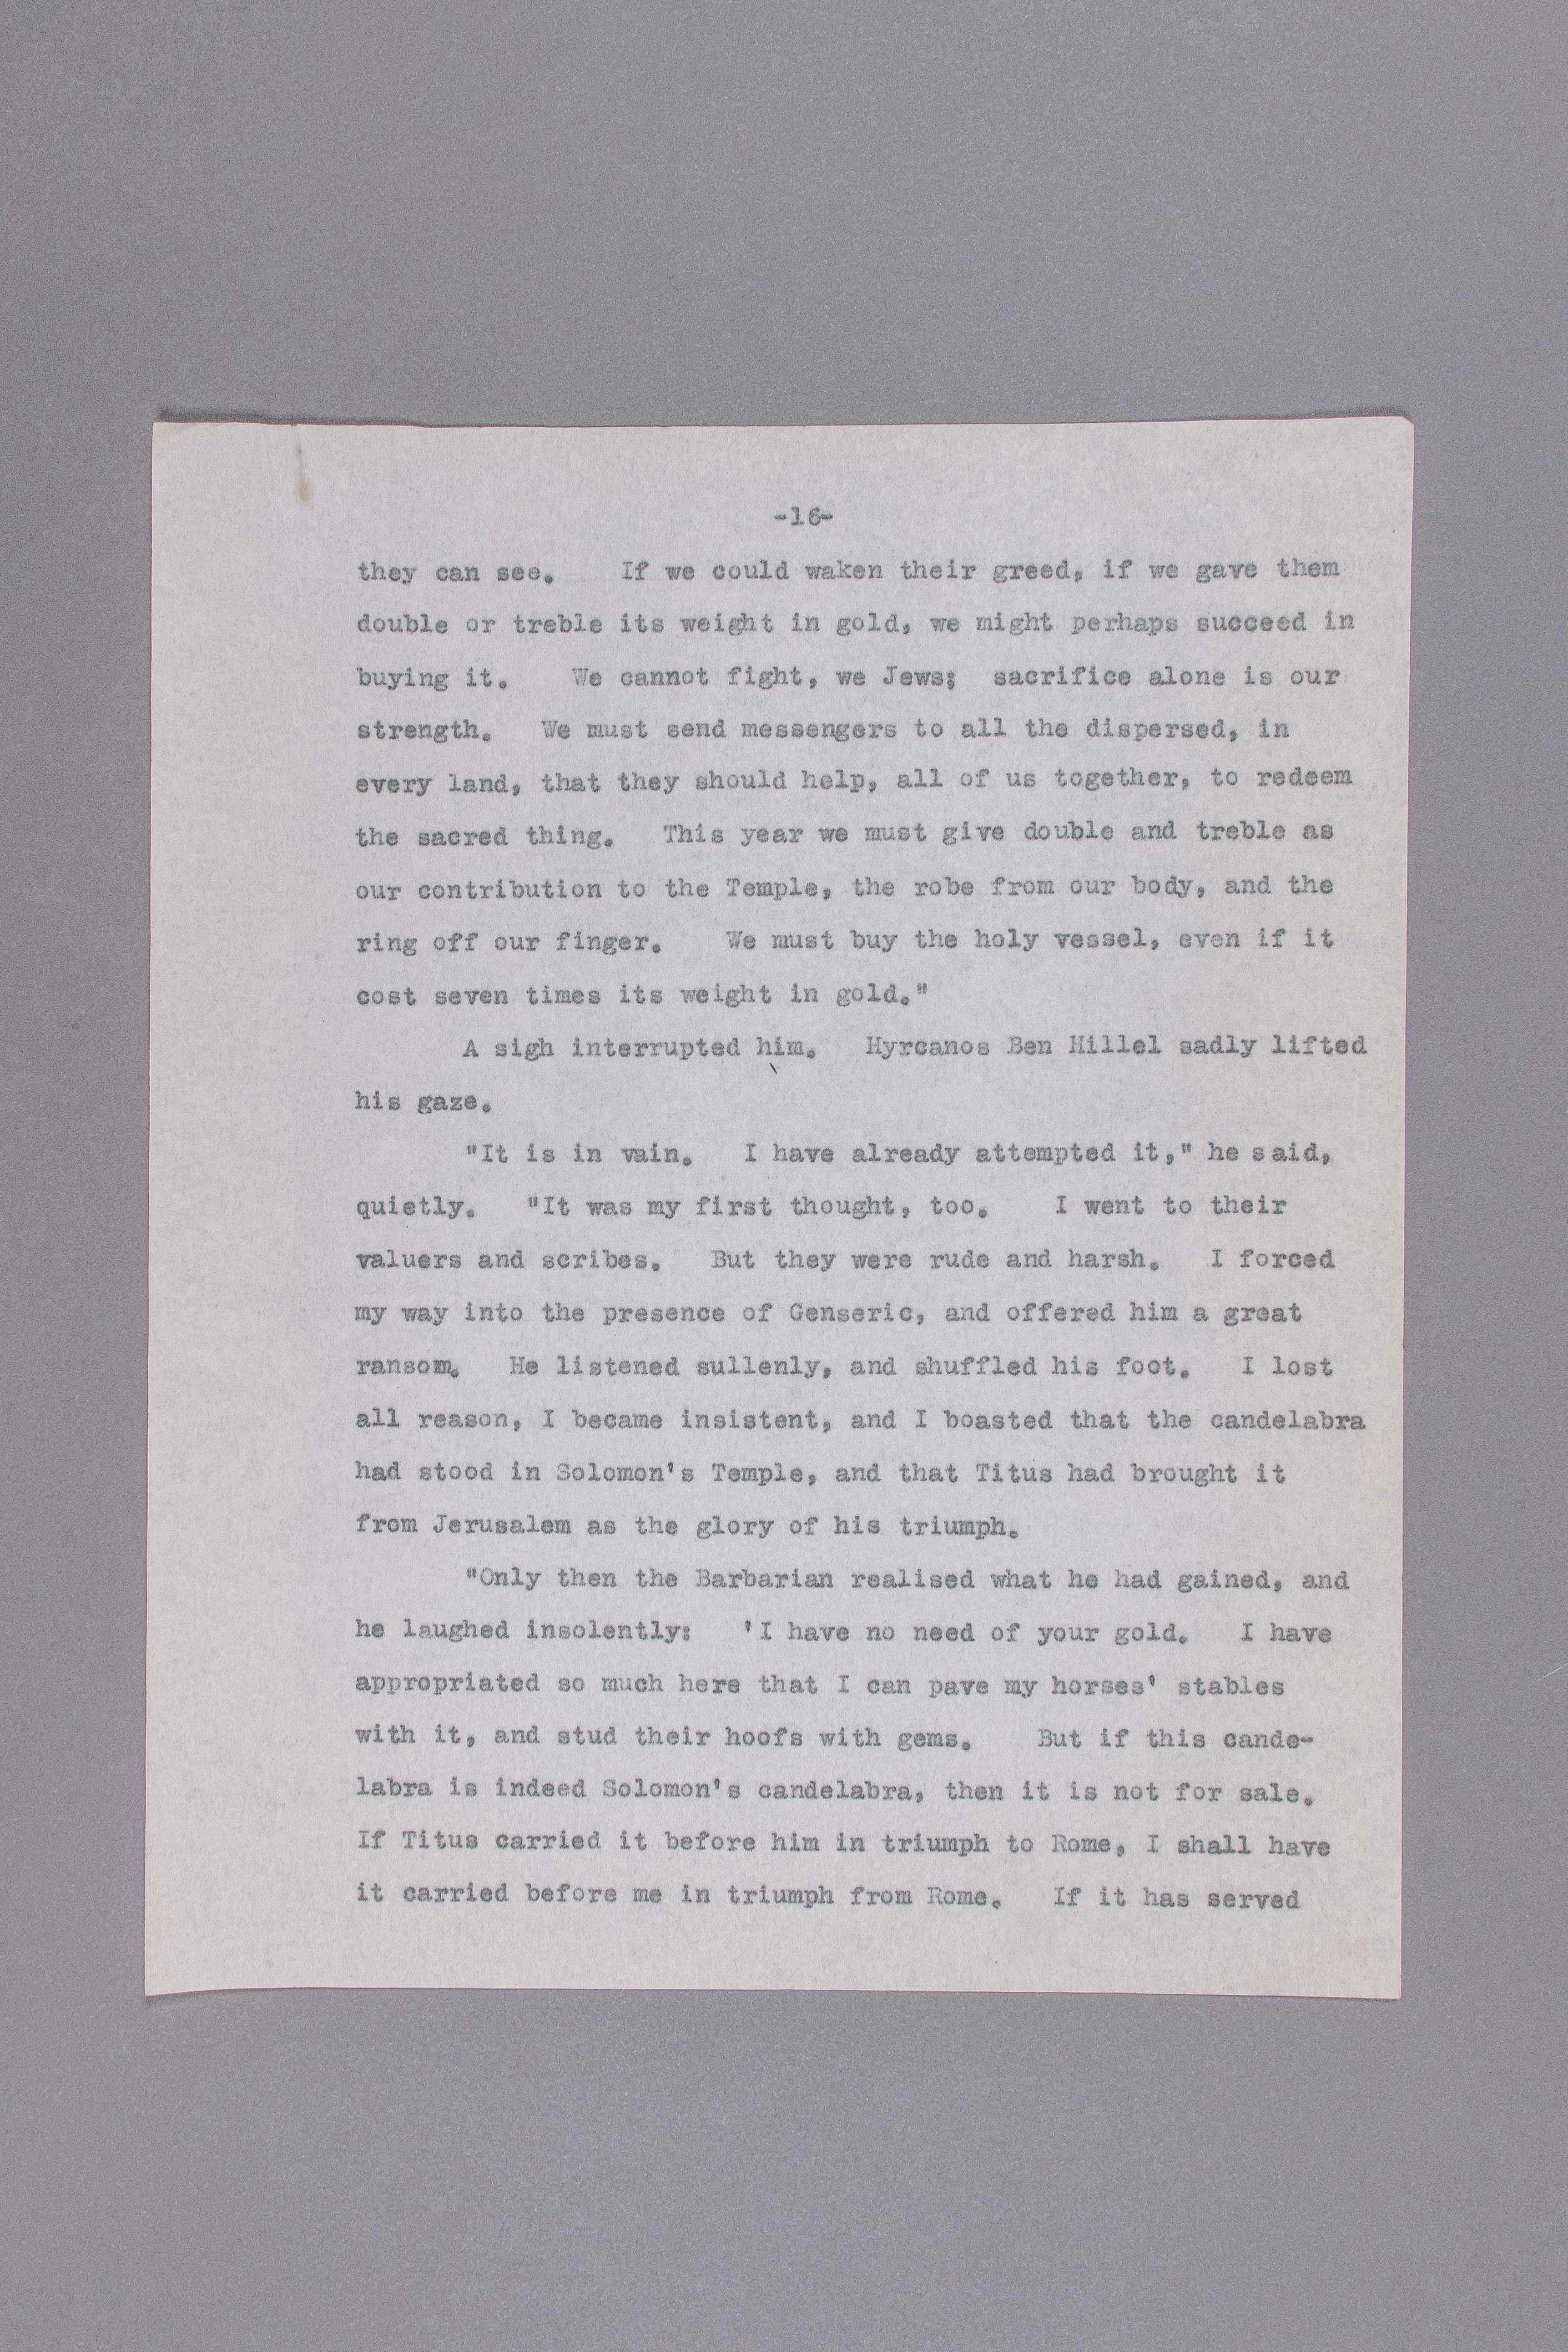 -16-
they can see. If we could waken their greed, if we gave them
double or treble its weight in gold, we might perhaps succeed in
buying it. We cannot fight, we Jews; sacrifice alone is our
strength. We must send messengers to all the dispersed, in
every land, that they should help, all of us together, to redeem
the sacred thing. This year we must give double and treble as
our contribution to the Temple, the robe from our body, and the
ring off our finger. We must buy the holy vessel, even if it
cost seven times its weight in gold."
A sigh interrupted him. Hyrcanos Ben Hillel sadly lifted
his gaze.
"It is in vain. I have already attempted it," he said,
quietly. "It was my first thought, too. I went to their
valuers and scribes. But they were rude and harsh. I forced
my way into the presence of Genseric, and offered him a great
ransom. He listened sullenly, and shuffled his foot. I lost
all reason, I became insistent, and I boasted that the candelabra
had stood in Solomon's Temple, and that Titus had brought it
from Jerusalem as the glory of his triumph.
"Only then the Barbarian realised what he had gained, and
he laughed insolently: 'I have no need of your gold. I have
appropriated so much here that I can pave my horses' stables
with it, and stud their hoofs with gems. But if this cande-
labra is indeed Solomon's candelabra, then it is not for sale.
If Titus carried it before him in triumph to Rome, I shall have
it carried before me in triumph from Rome. If it has served